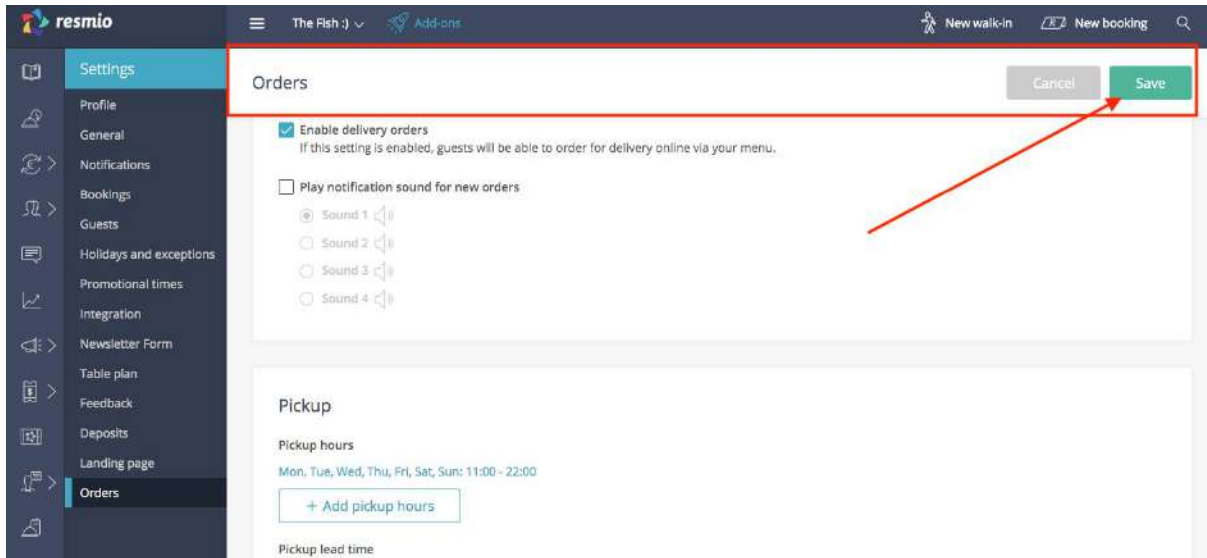 resmio
The Fish :)
Add-ons
New walk-in
New booking
Settings
Profile
General
Notifications
Bookings
Guests
Holidays and exceptions
Promotional times
Integration
Newsletter Form
Table plan
Feedback
Deposits
Landing page
Orders
Orders
Cancel
Save
Enable delivery orders
If this setting is enabled, guests will be able to order for delivery online via your menu.
Play notification sound for new orders
Sound 1
Sound 2
Sound 3
Sound 4
Pickup
Pickup hours
Mon, Tue, Wed, Thu, Fri, Sat, Sun: 11:00 - 22:00
+ Add pickup hours
Pickup lead time